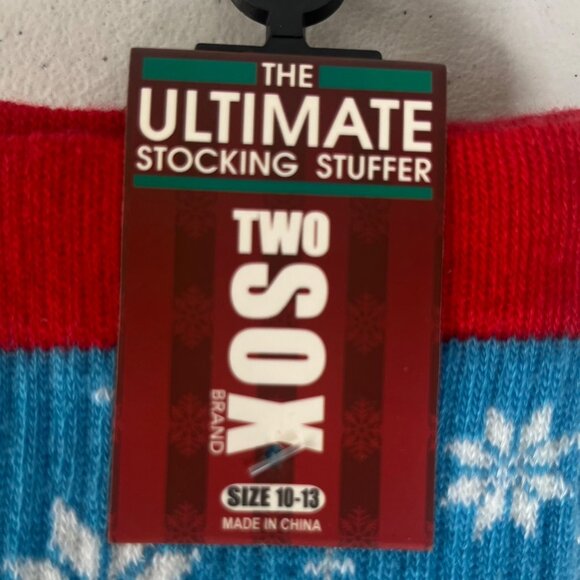 THE
ULTIMATE
STOCKING STUFFER
TWO
SOX
BRAND
SIZE 10-13
MADE IN CHINA